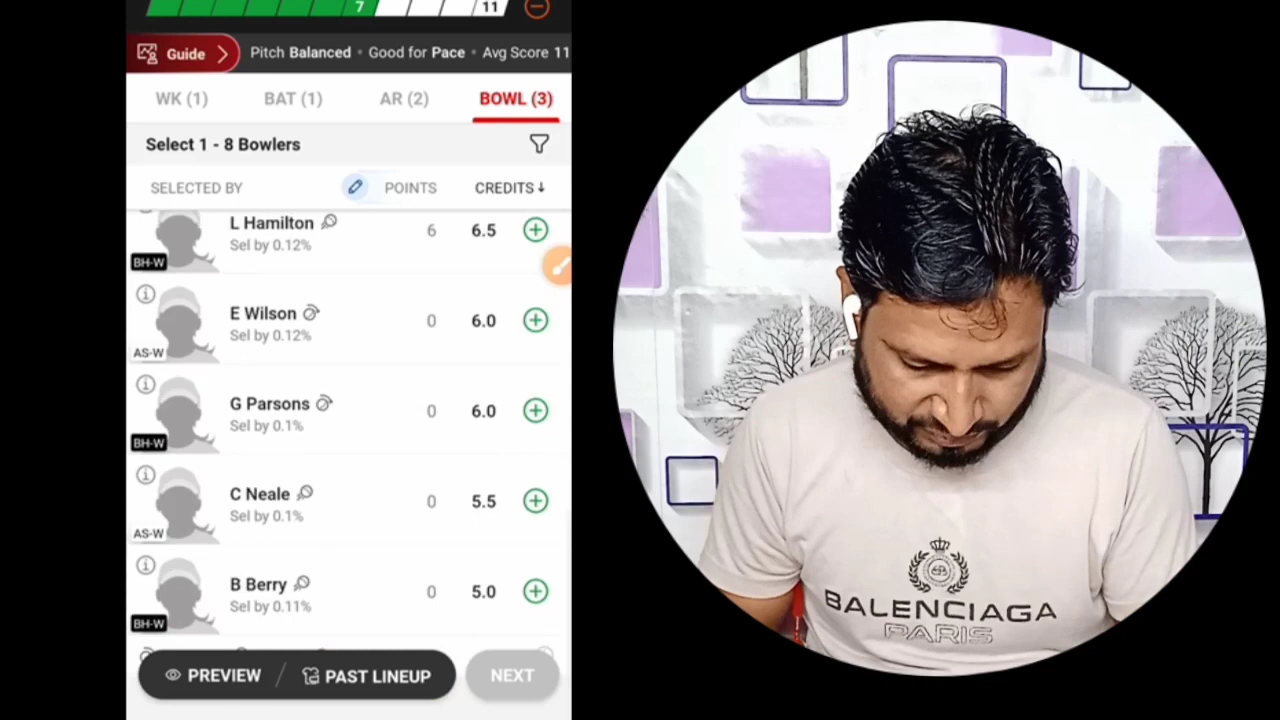 7 11
Guide Pitch Balanced • Good for Pace • Avg Score 11
WK (1) BAT (1) AR (2) BOWL (3)
Select 1 - 8 Bowlers
SELECTED BY POINTS CREDITS↓
L Hamilton 6 6.5
Sel by 0.12%
BH-W
E Wilson 0 6.0
Sel by 0.12%
AS-W
G Parsons 0 6.0
Sel by 0.1%
BH-W
C Neale 0 5.5
Sel by 0.1%
AS-W
B Berry 0 5.0
Sel by 0.11%
BH-W
PREVIEW / PAST LINEUP NEXT
BALENCIAGA
PARIS